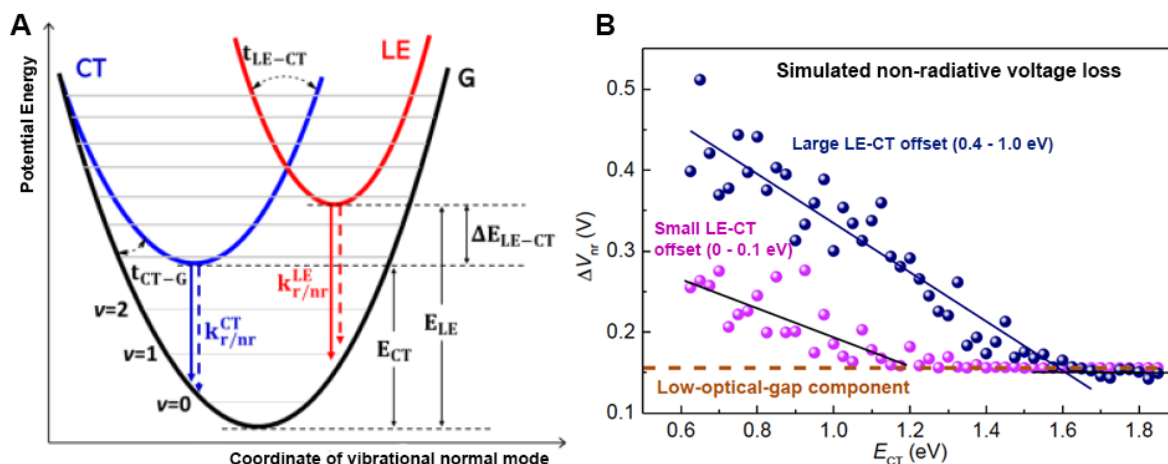 A
Potential Energy
CT
LE
G
t_LE−CT
ΔE_LE−CT
t_CT−G
k_r/nr^LE
k_r/nr^CT
E_LE
E_CT
v=2
v=1
v=0
Coordinate of vibrational normal mode
B
Simulated non-radiative voltage loss
Large LE-CT offset (0.4 - 1.0 eV)
Small LE-CT
offset (0 - 0.1 eV)
Low-optical-gap component
ΔV_nr (V)
0.5
0.4
0.3
0.2
0.1
0.6 0.8 1.0 1.2 1.4 1.6 1.8
E_CT (eV)